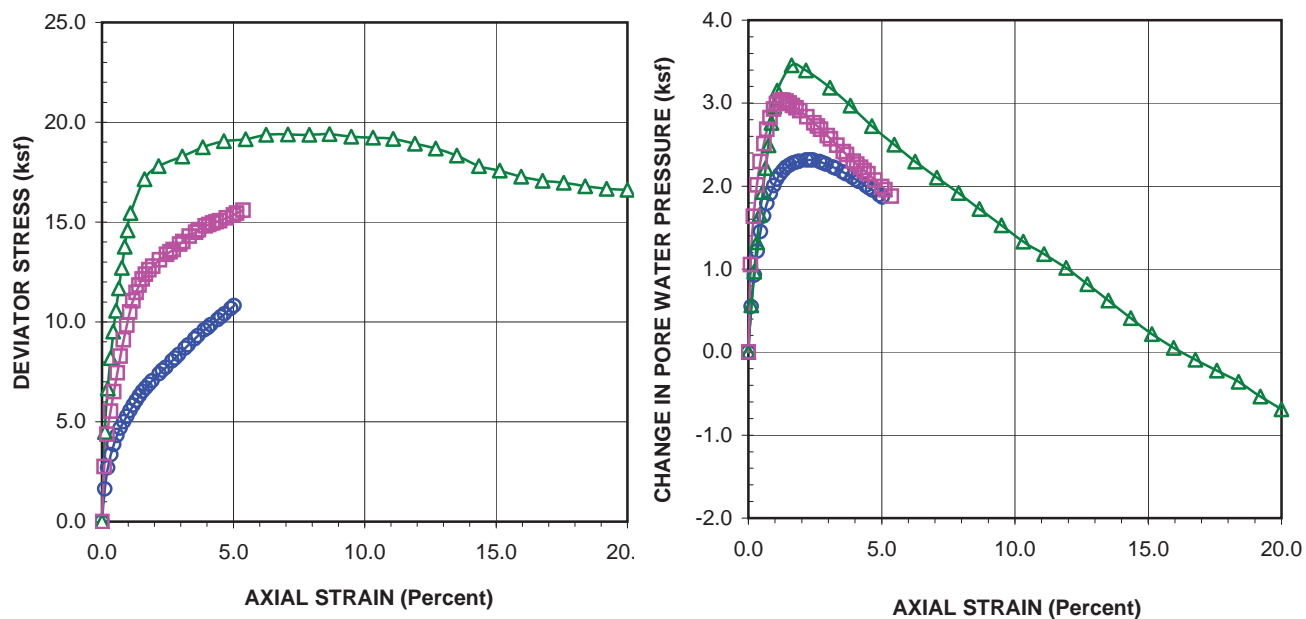 DEVIATOR STRESS (ksf)
25.0
20.0
15.0
10.0
5.0
0.0
0.0 5.0 10.0 15.0 20.
AXIAL STRAIN (Percent)
CHANGE IN PORE WATER PRESSURE (ksf)
4.0
3.0
2.0
1.0
0.0
-1.0
-2.0
0.0 5.0 10.0 15.0 20.0
AXIAL STRAIN (Percent)